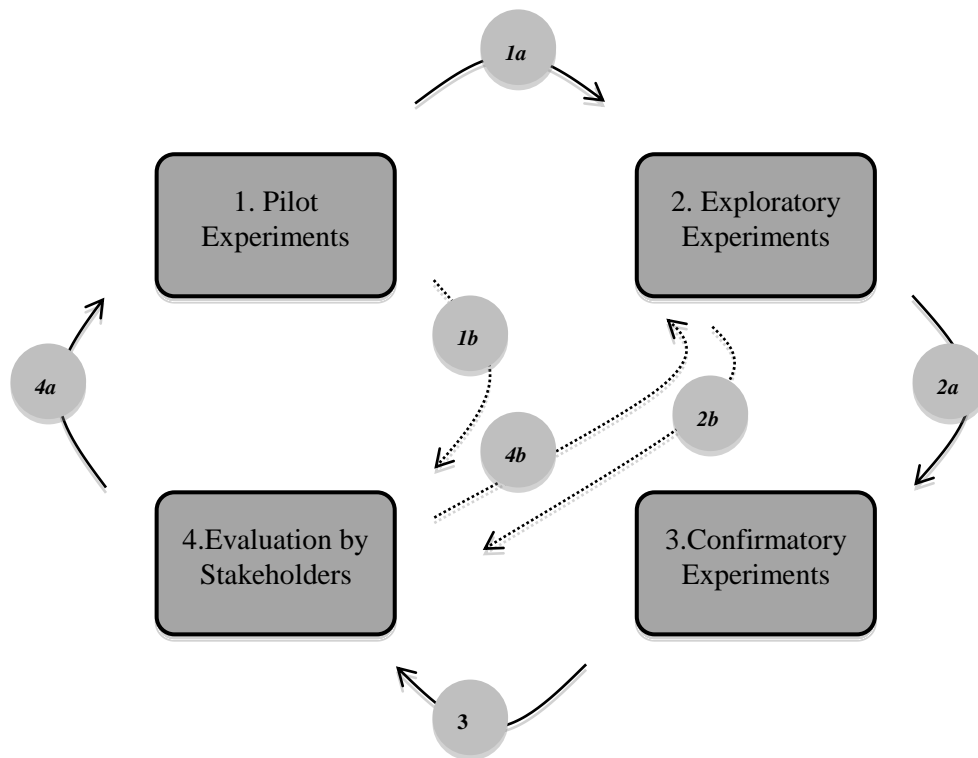 1a
1. Pilot
Experiments
2. Exploratory
Experiments
1b
4a
2a
2b
4b
4.Evaluation by
Stakeholders
3.Confirmatory
Experiments
3